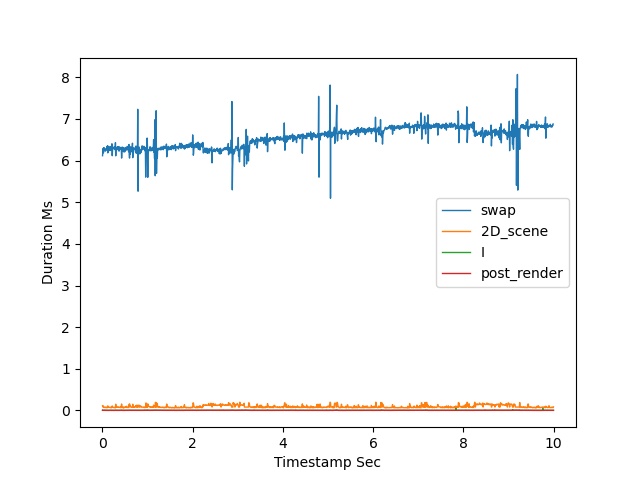 8
7
6
5
4
3
2
1
0
Duration Ms
swap
2D_scene
I
post_render
0 2 4 6 8 10
Timestamp Sec